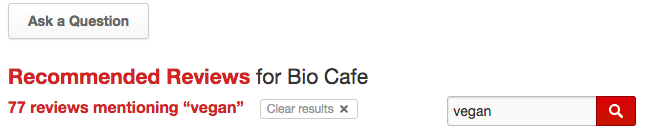 Ask a Question
Recommended Reviews for Bio Cafe
77 reviews mentioning “vegan” Clear results ✕ vegan